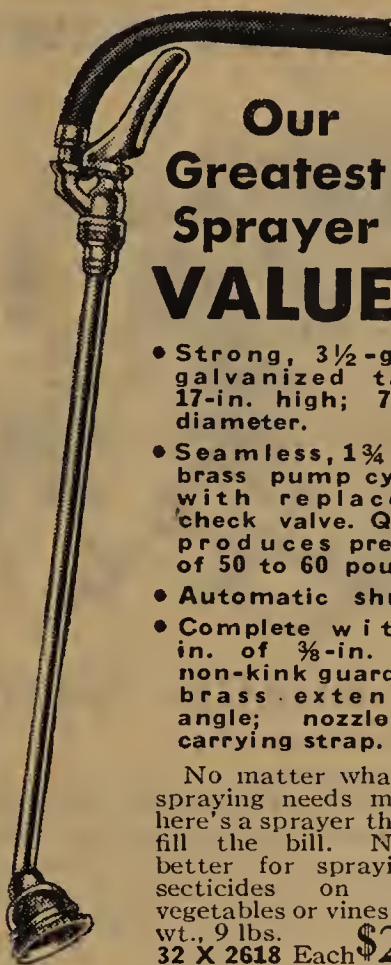 Our
Greatest
Sprayer
VALUE
• Strong, 3½-g
galvanized t
17-in. high; 7
diameter.
• Seamless, 1¾
brass pump cy
with replac
check valve. Q
produces pre
of 50 to 60 pou
• Automatic shu
• Complete wit
in. of ⅜-in.
non-kink guard
brass exten
angle; nozzle
carrying strap.
No matter wha
spraying needs m
here's a sprayer th
fill the bill. N
better for sprayi
secticides on
vegetables or vines
wt., 9 lbs. $2
32 X 2618 Each